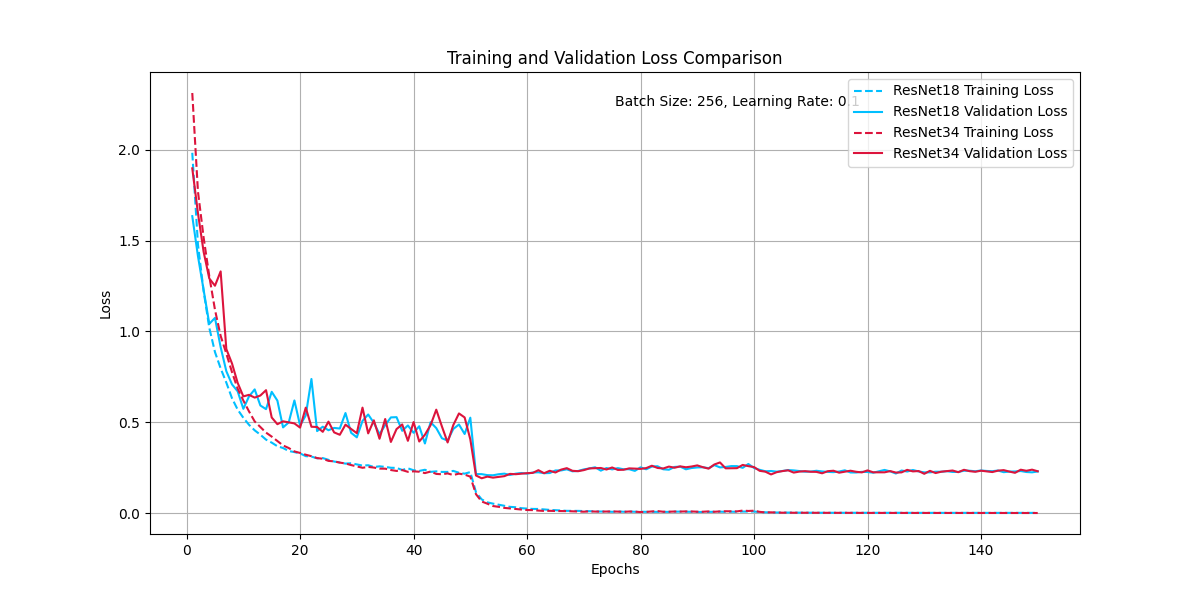 Training and Validation Loss Comparison
Batch Size: 256, Learning Rate: 0.1
ResNet18 Training Loss
ResNet18 Validation Loss
ResNet34 Training Loss
ResNet34 Validation Loss
Loss
2.0
1.5
1.0
0.5
0.0
0 20 40 60 80 100 120 140
Epochs